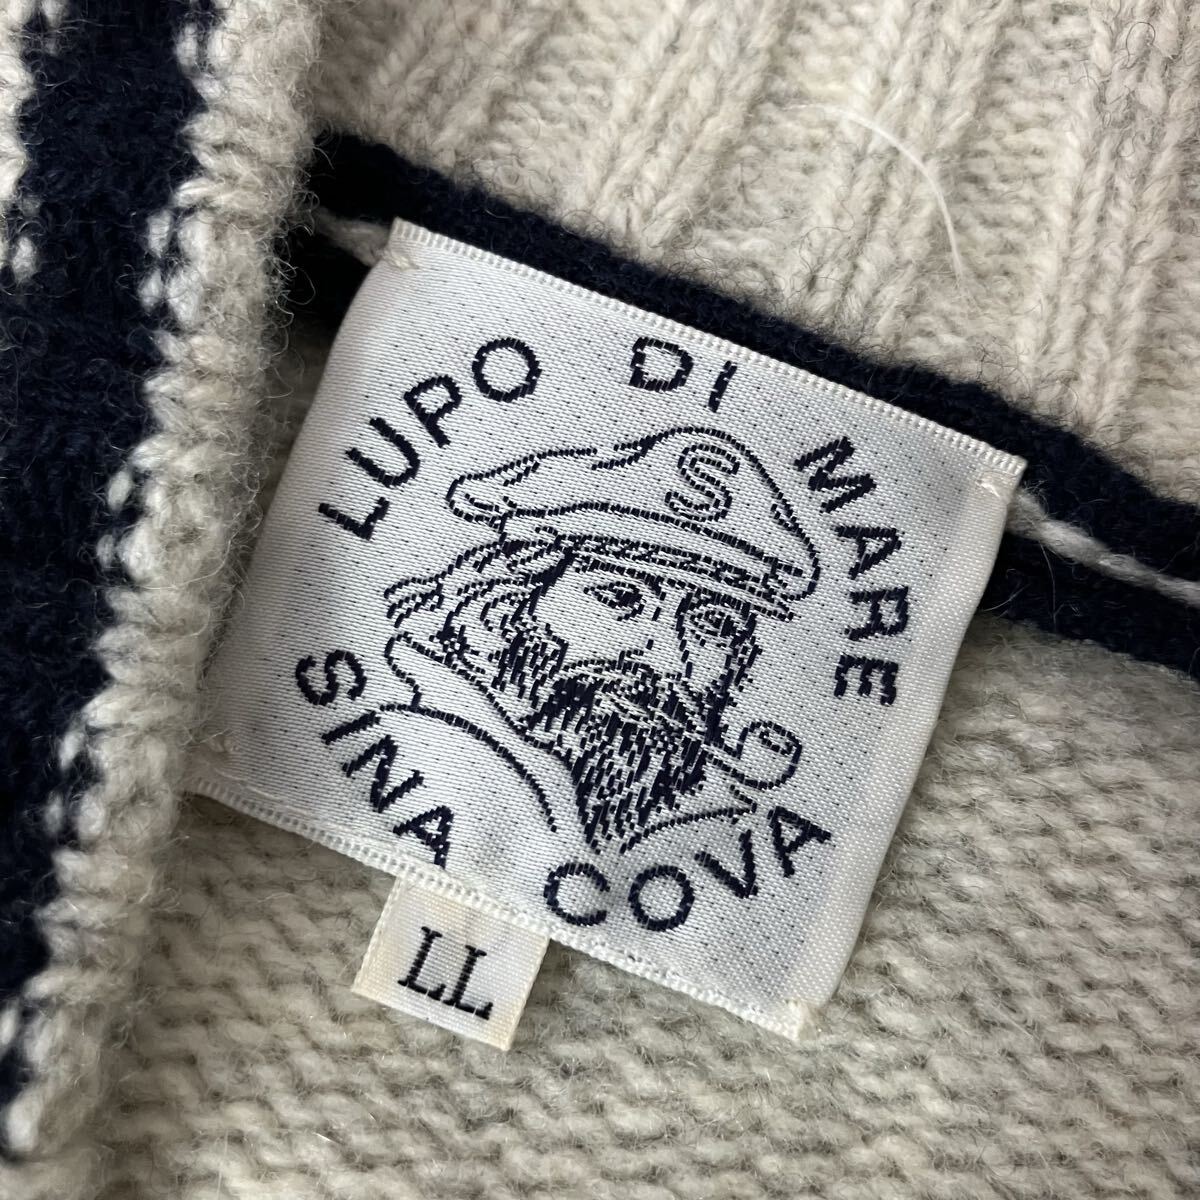 LUPO DI MARE
S
SINA COVA
LL